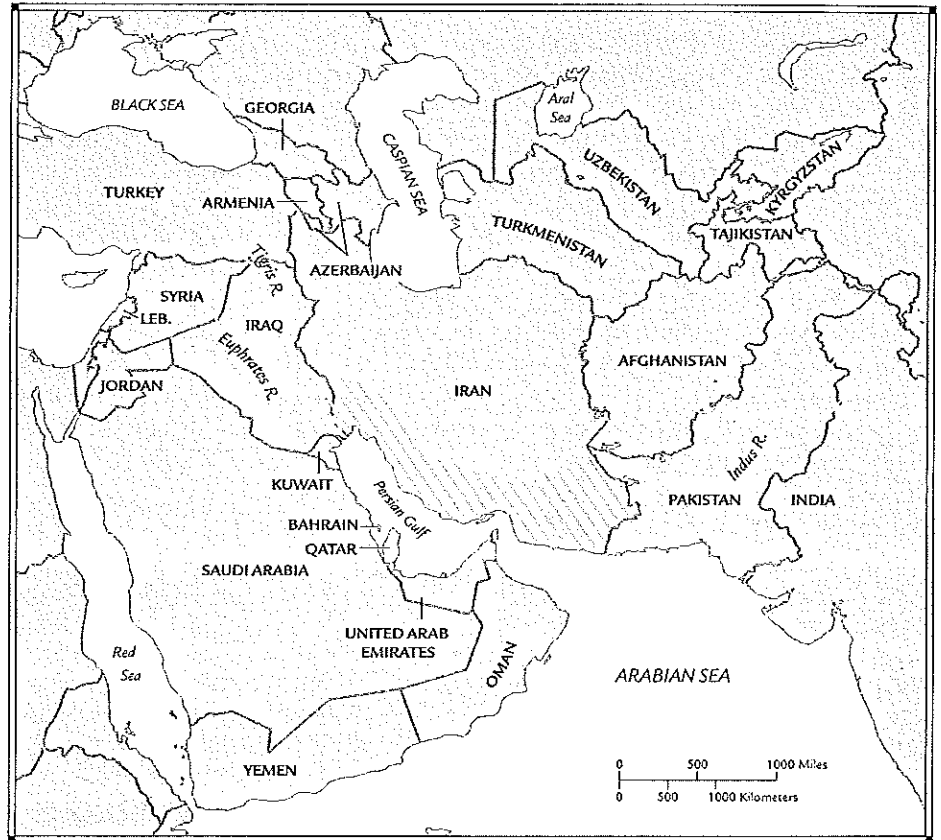 BLACK SEA
GEORGIA
Aral
Sea
CASPIAN SEA
UZBEKISTAN
KYRGYZSTAN
TURKEY
ARMENIA
TURKMENISTAN
TAJIKISTAN
Tigris R.
AZERBAIJAN
SYRIA
LEB.
IRAQ
Euphrates R.
AFGHANISTAN
JORDAN
IRAN
Indus R.
KUWAIT
Persian Gulf
PAKISTAN
INDIA
BAHRAIN
QATAR
SAUDI ARABIA
UNITED ARAB
EMIRATES
OMAN
Red
Sea
ARABIAN SEA
YEMEN
0 500 1000 Miles
0 500 1000 Kilometers